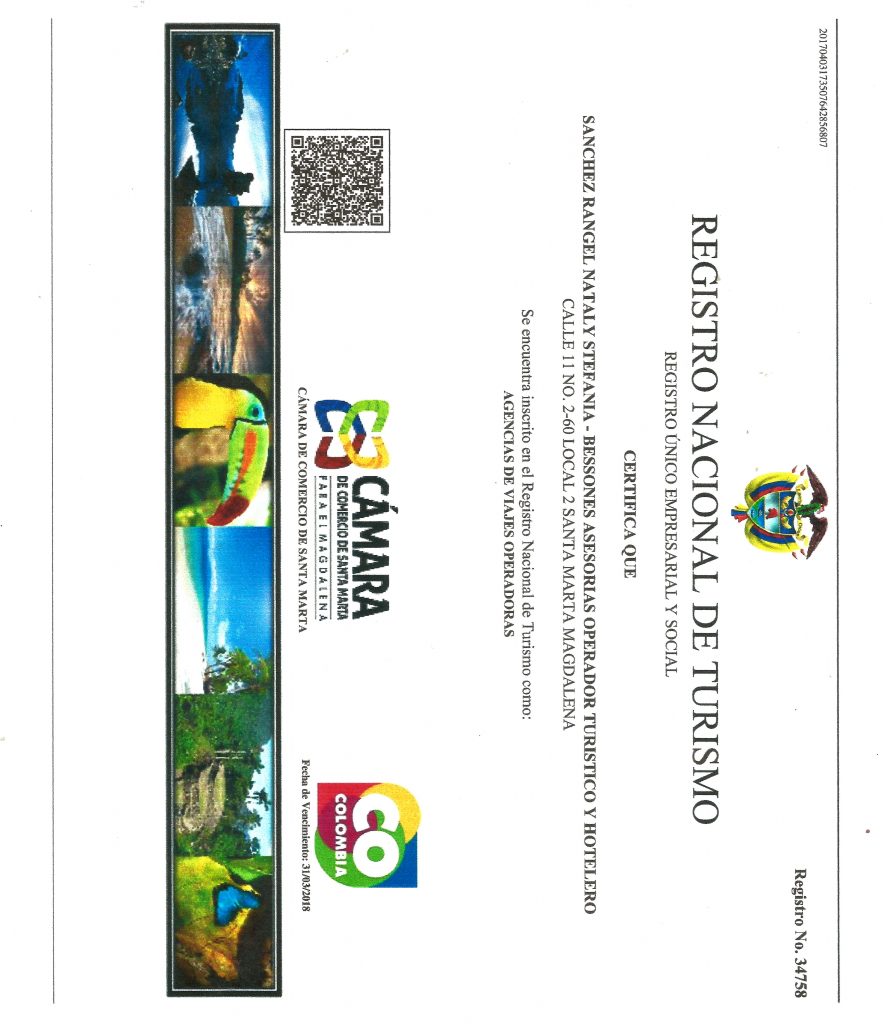 20170403173507642856807
Registro No. 34758
REGISTRO NACIONAL DE TURISMO
REGISTRO ÚNICO EMPRESARIAL Y SOCIAL
CERTIFICA QUE
SANCHEZ RANGEL NATALY STEFANIA - BESSONES ASESORIAS OPERADOR TURISTICO Y HOTELERO
CALLE 11 NO. 2-60 LOCAL 2 SANTA MARTA MAGDALENA
Se encuentra inscrito en el Registro Nacional de Turismo como:
AGENCIAS DE VIAJES OPERADORAS
CÁMARA
DE COMERCIO DE SANTA MARTA
PARA EL MAGDALENA
CÁMARA DE COMERCIO DE SANTA MARTA
CO
COLOMBIA
Fecha de Vencimiento: 31/03/2018